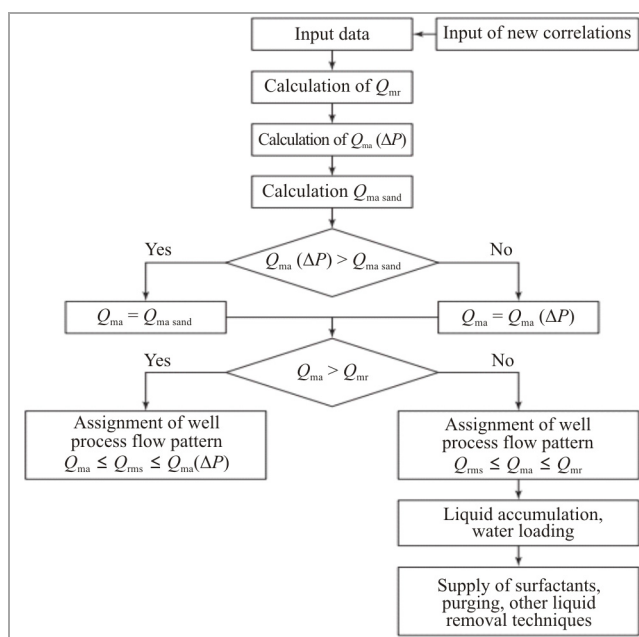 Input data
Input of new correlations
Calculation of Qmr
Calculation of Qma (ΔP)
Calculation Qma sand
Yes
No
Qma (ΔP) > Qma sand
Qma = Qma sand
Qma = Qma (ΔP)
Yes
No
Qma > Qmr
Assignment of well
process flow pattern
Qma ≤ Qrms ≤ Qma(ΔP)
Assignment of well
process flow pattern
Qrms ≤ Qma ≤ Qmr
Liquid accumulation,
water loading
Supply of surfactants,
purging, other liquid
removal techniques